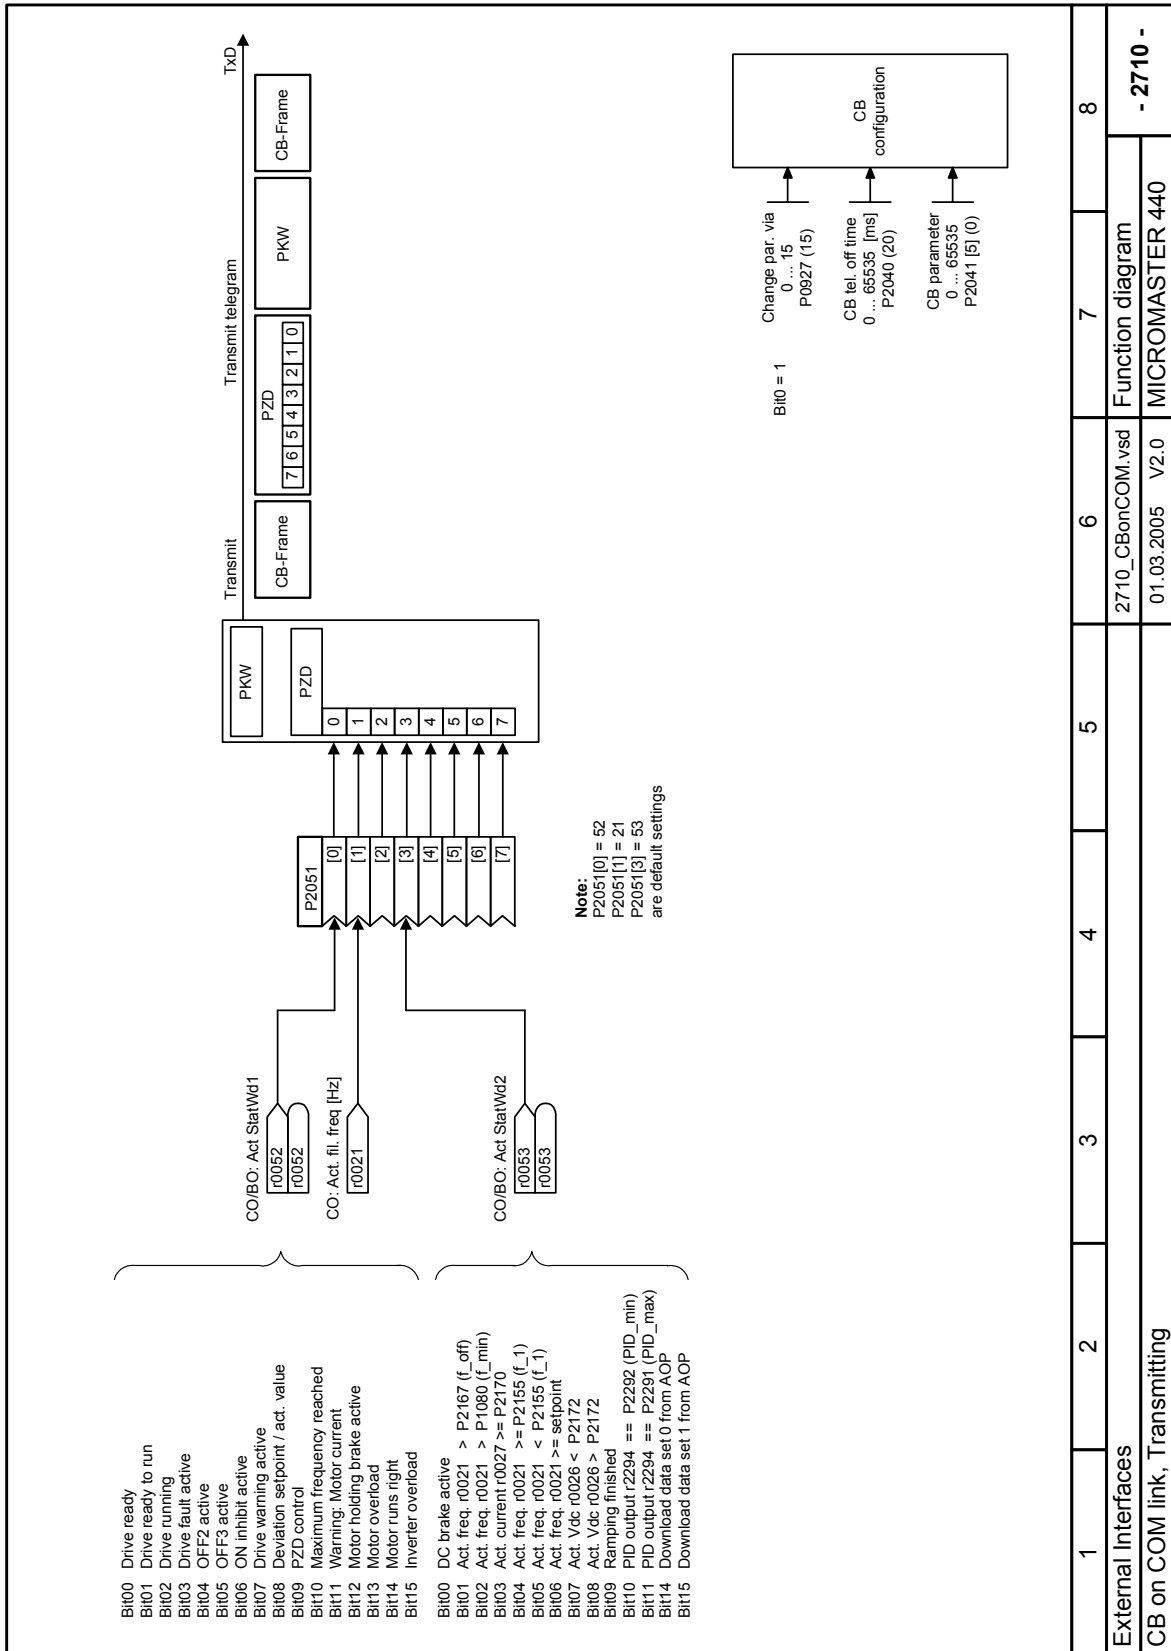 Bit00 Drive ready
Bit01 Drive ready to run
Bit02 Drive running
Bit03 Drive fault active
Bit04 OFF2 active
Bit05 OFF3 active
Bit06 ON inhibit active
Bit07 Drive warning active
Bit08 Deviation setpoint / act. value
Bit09 PZD control
Bit10 Maximum frequency reached
Bit11 Warning: Motor current
Bit12 Motor holding brake active
Bit13 Motor overload
Bit14 Motor runs right
Bit15 Inverter overload
Bit00 DC brake active
Bit01 Act. freq. r0021 > P2167 (f_off)
Bit02 Act. freq. r0021 > P1080 (f_min)
Bit03 Act. current r0027 >= P2170
Bit04 Act. freq. r0021 >= P2155 (f_1)
Bit05 Act. freq. r0021 < P2155 (f_1)
Bit06 Act. freq. r0021 >= setpoint
Bit07 Act. Vdc r0026 < P2172
Bit08 Act. Vdc r0026 > P2172
Bit09 Ramping finished
Bit10 PID output r2294 == P2292 (PID_min)
Bit11 PID output r2294 == P2291 (PID_max)
Bit14 Download data set 0 from AOP
Bit15 Download data set 1 from AOP
CO/BO: Act StatWd1
r0052
r0052
CO: Act. fil. freq [Hz]
r0021
CO/BO: Act StatWd2
r0053
r0053
P2051
[0]
[1]
[2]
[3]
[4]
[5]
[6]
[7]
Note:
P2051[0] = 52
P2051[1] = 21
P2051[3] = 53
are default settings
PKW
PZD
0
1
2
3
4
5
6
7
Transmit
Transmit telegram
TxD
CB-Frame
PZD
7 6 5 4 3 2 1 0
PKW
CB-Frame
Bit0 = 1
Change par. via
0 ... 15
P0927 (15)
CB tel. off time
0 ... 65535 [ms]
P2040 (20)
CB parameter
0 ... 65535
P2041 [5] (0)
CB
configuration
1 2 3 4 5 6 7 8
External Interfaces
2710_CBonCOM.vsd
Function diagram
- 2710 -
CB on COM link, Transmitting
01.03.2005 V2.0
MICROMASTER 440